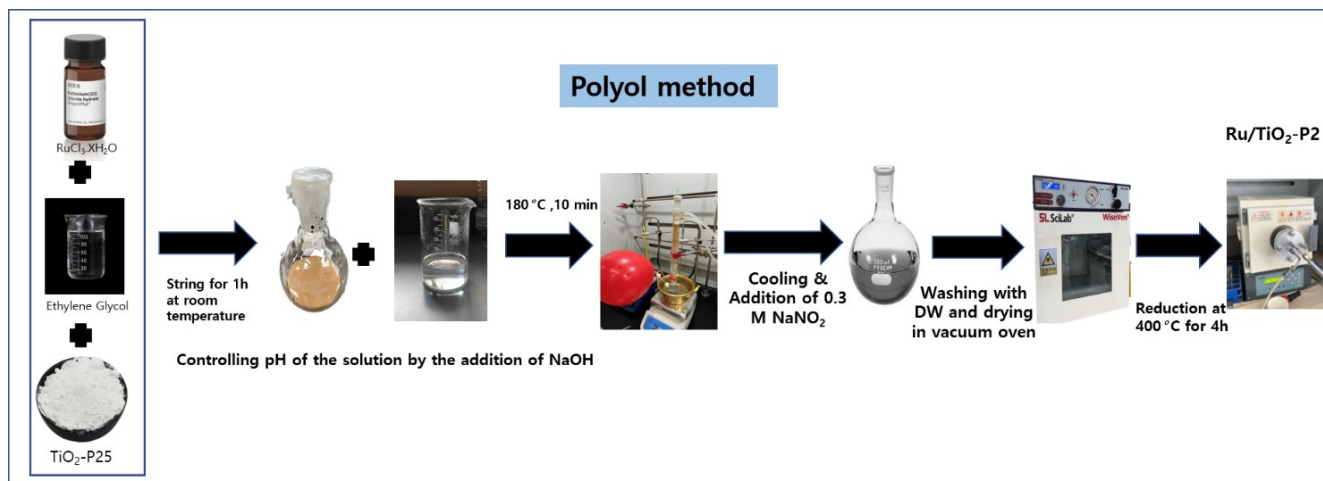 Polyol method
RuCl₃.XH₂O
Ethylene Glycol
TiO₂-P25
String for 1h
at room
temperature
Controlling pH of the solution by the addition of NaOH
180 °C ,10 min
Cooling &
Addition of 0.3
M NaNO₂
Washing with
DW and drying
in vacuum oven
SL SciLab® WiseVen®
Reduction at
400 °C for 4h
Ru/TiO₂-P2